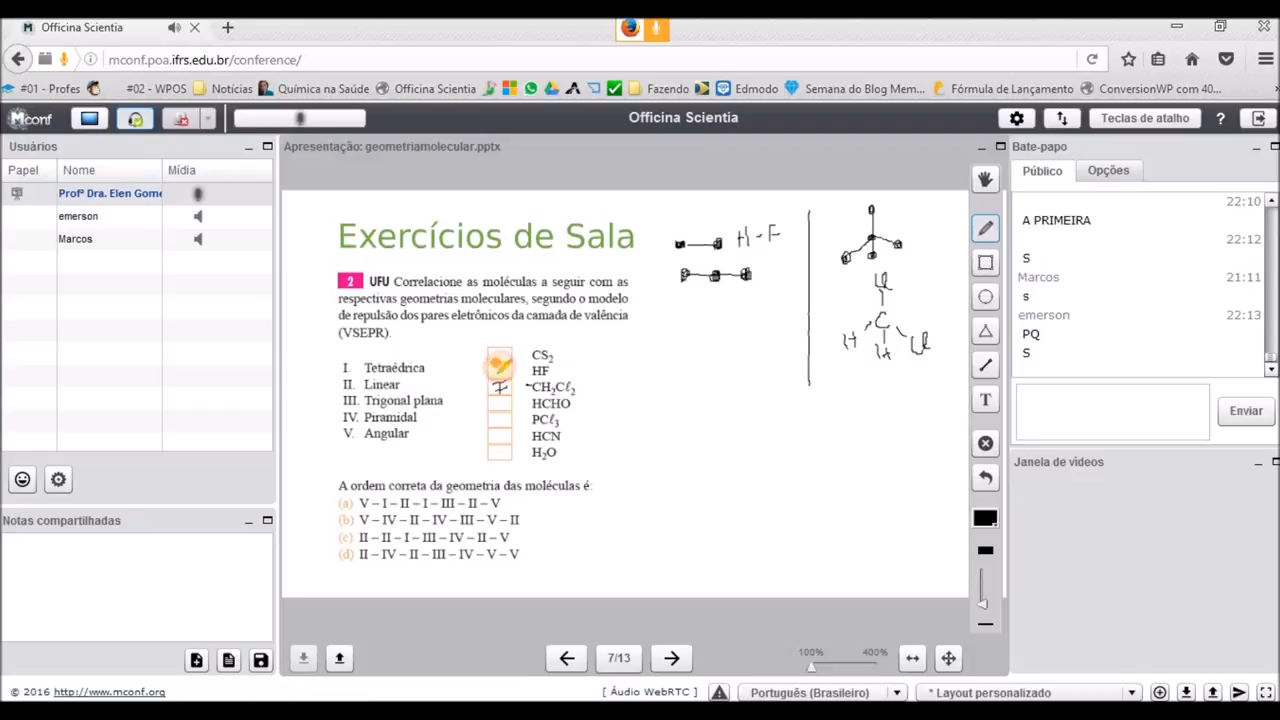 Officina Scientia
mconf.poa.ifrs.edu.br/conference/
#01 - Profes
#02 - WPOS
Notícias
Química na Saúde
Officina Scientia
Fazendo
Edmodo
Semana do Blog Mem...
Fórmula de Lançamento
ConversionWP com 40...
Mconf
Officina Scientia
Teclas de atalho
?
Usuários
Apresentação: geometriamolecular.pptx
Bate-papo
Papel Nome Mídia
Profª Dra. Elen Gome
emerson
Marcos
Público Opções
22:10
A PRIMEIRA
22:12
S
Marcos 21:11
s
emerson 22:13
PQ
S
Enviar
Janela de vídeos
Notas compartilhadas
Exercícios de Sala
H-F
2 UFU Correlacione as moléculas a seguir com as
respectivas geometrias moleculares, segundo o modelo
de repulsão dos pares eletrônicos da camada de valência
(VSEPR).
I. Tetraédrica
II. Linear
III. Trigonal plana
IV. Piramidal
V. Angular
CS₂
HF
I CH₂Cℓ₂
HCHO
PCℓ₃
HCN
H₂O
Cl
C
H H Cl
A ordem correta da geometria das moléculas é:
(a) V – I – II – I – III – II – V
(b) V – IV – II – IV – III – V – II
(c) II – II – I – III – IV – II – V
(d) II – IV – II – III – IV – V – V
T
7/13
100% 400%
© 2016 http://www.mconf.org
[ Áudio WebRTC ]
Português (Brasileiro)
* Layout personalizado